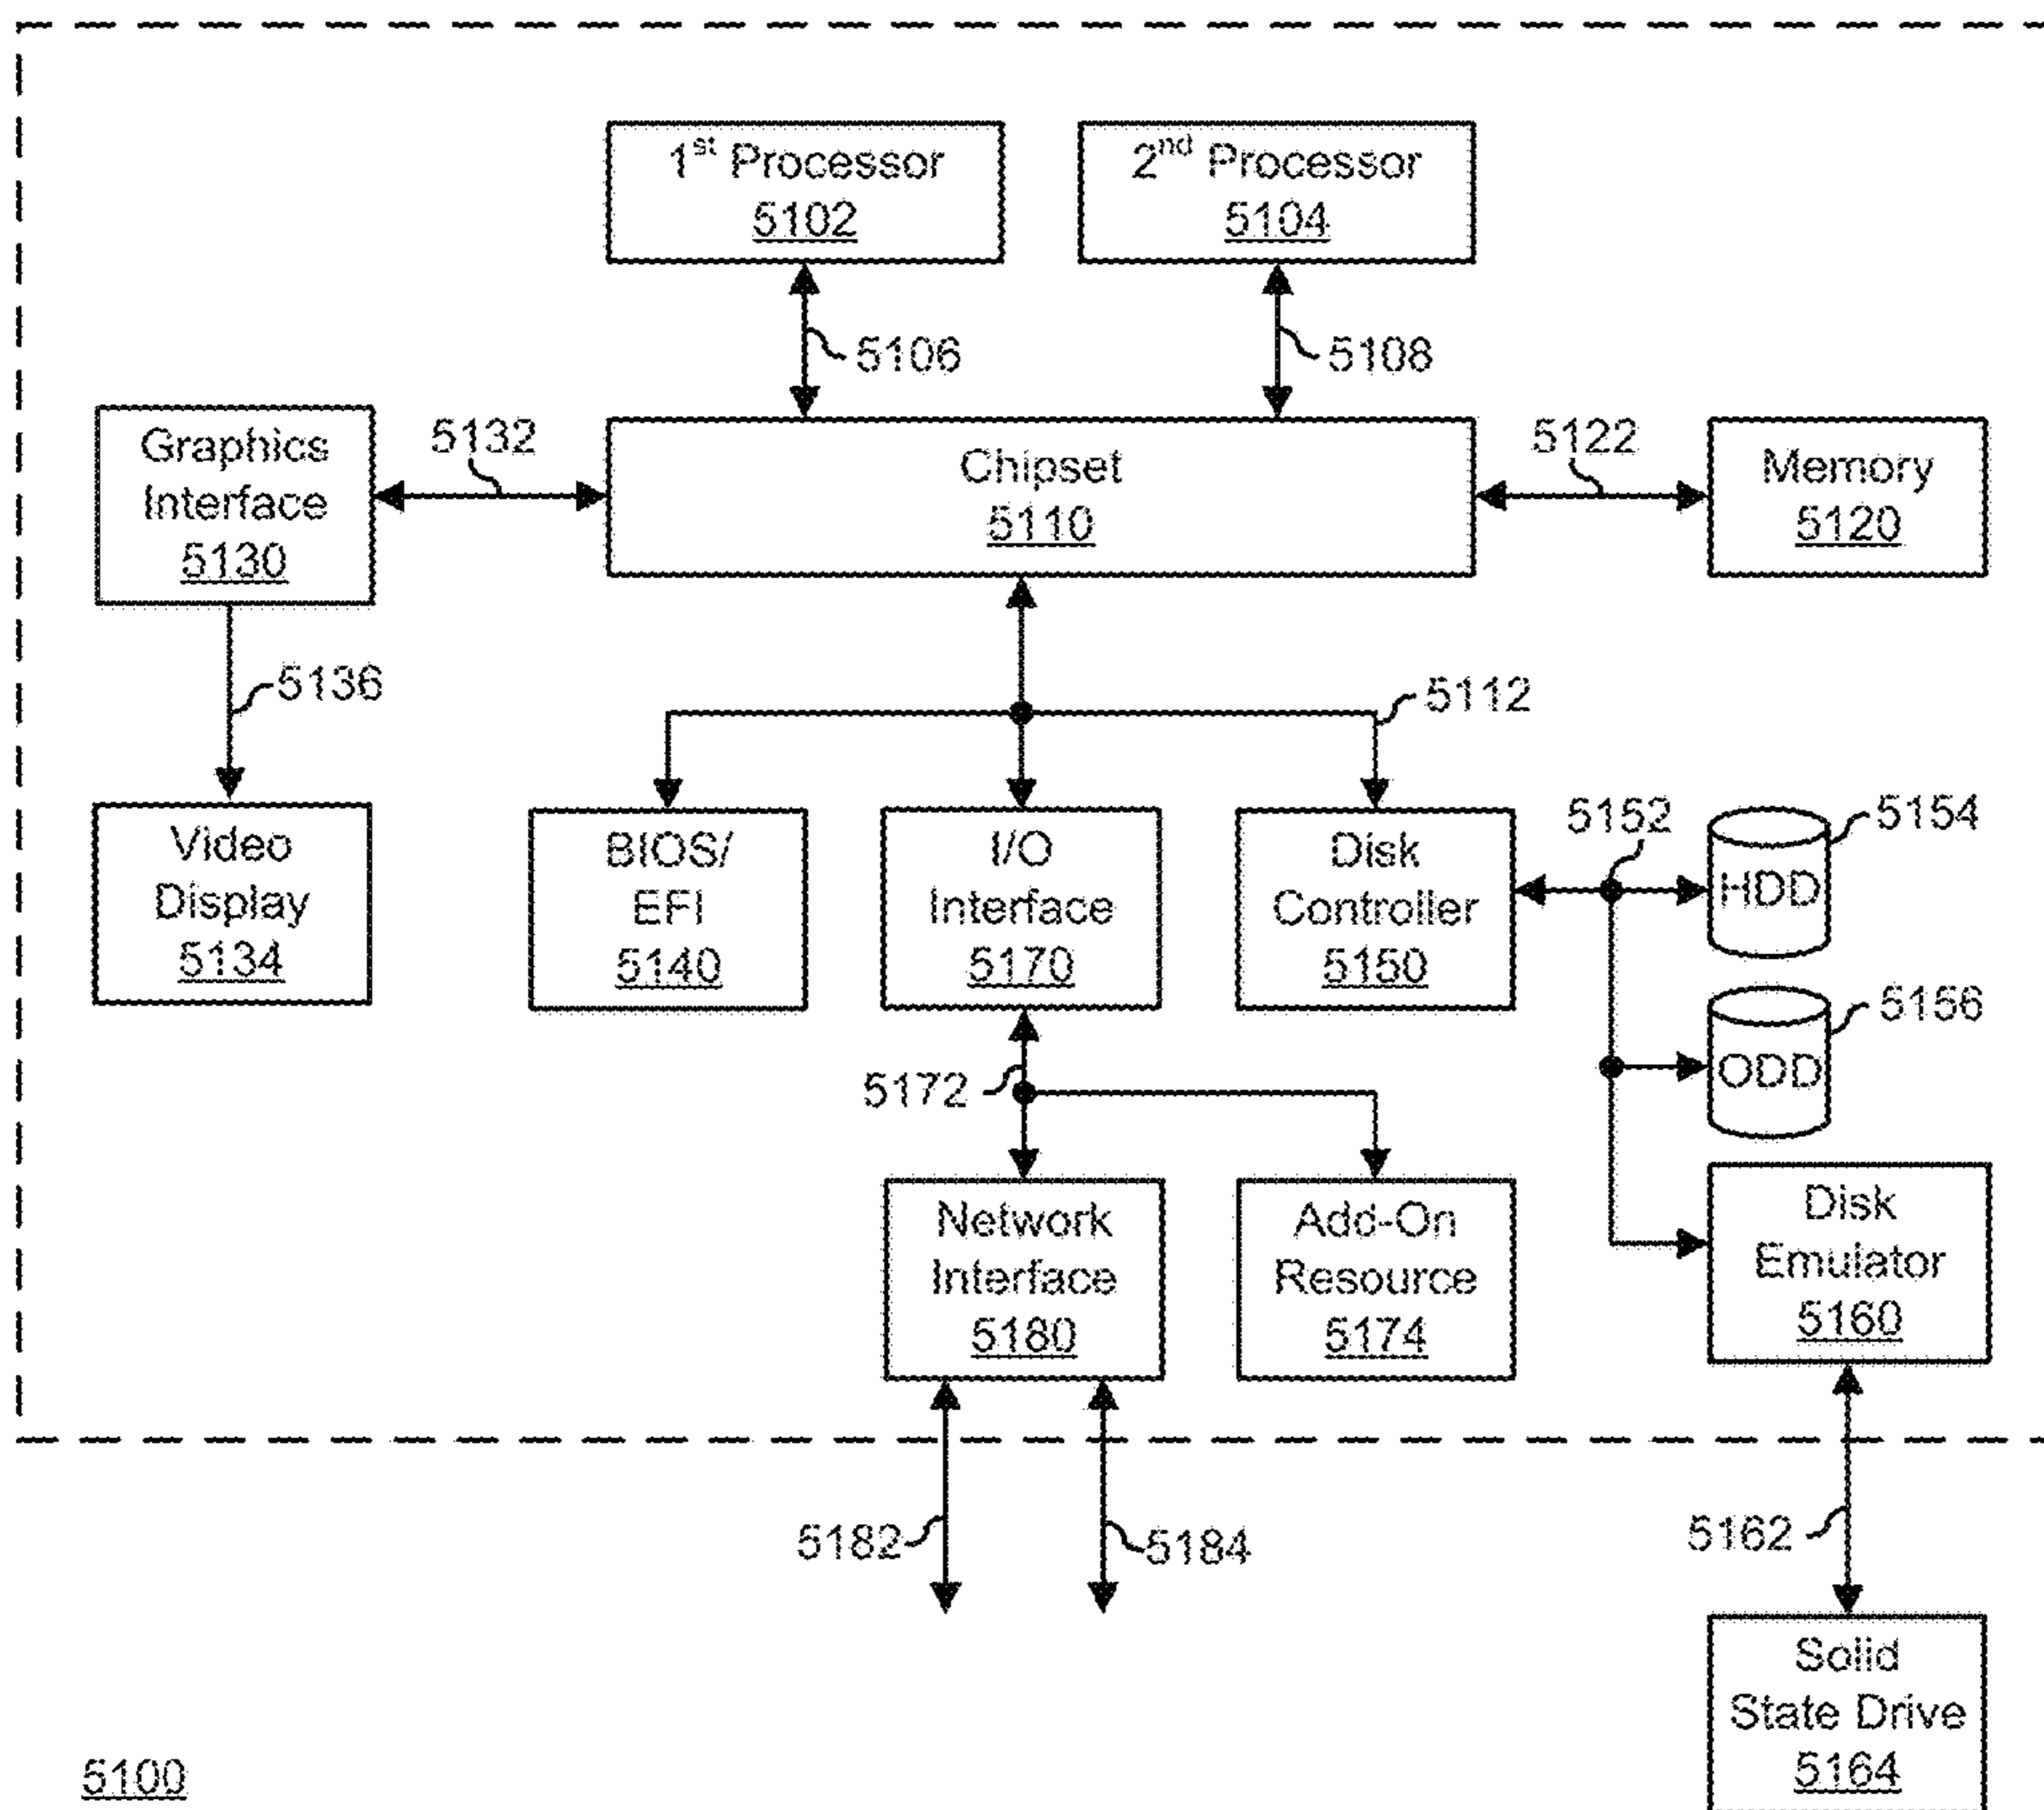 1st Processor
5102
2nd Processor
5104
5106
5108
Graphics
Interface
5130
5132
Chipset
5110
5122
Memory
5120
5136
5112
Video
Display
5134
BIOS/
EFI
5140
I/O
Interface
5170
Disk
Controller
5150
5152
HDD
5154
ODD
5156
5172
Network
Interface
5180
Add-On
Resource
5174
Disk
Emulator
5160
5182
5184
5162
Solid
State Drive
5164
5100